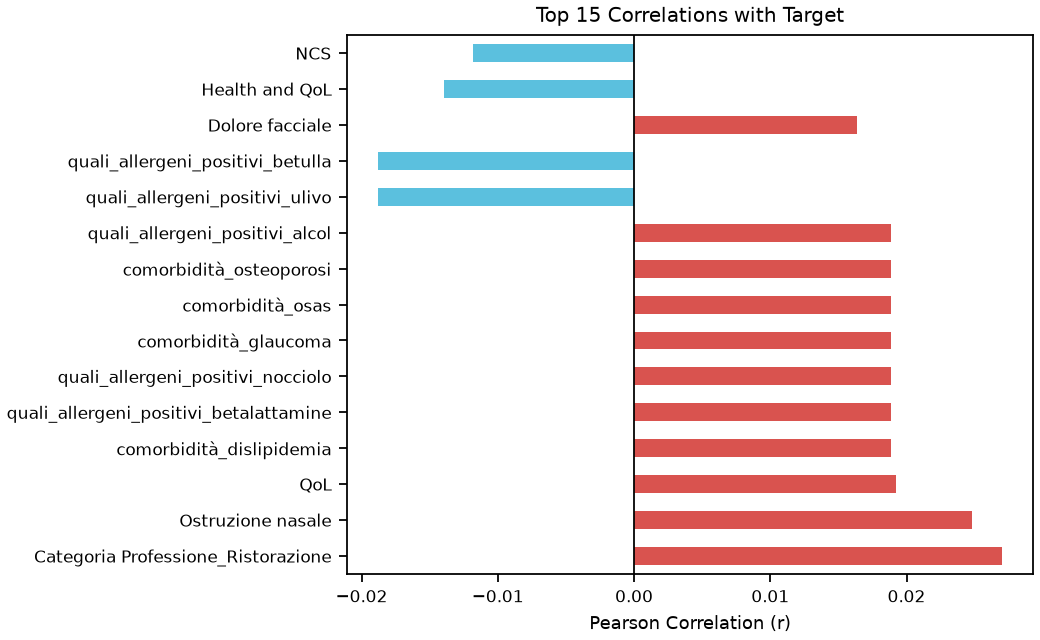 Top 15 Correlations with Target
NCS
Health and QoL
Dolore facciale
quali_allergeni_positivi_betulla
quali_allergeni_positivi_ulivo
quali_allergeni_positivi_alcol
comorbidità_osteoporosi
comorbidità_osas
comorbidità_glaucoma
quali_allergeni_positivi_nocciolo
quali_allergeni_positivi_betalattamine
comorbidità_dislipidemia
QoL
Ostruzione nasale
Categoria Professione_Ristorazione
−0.02 −0.01 0.00 0.01 0.02
Pearson Correlation (r)